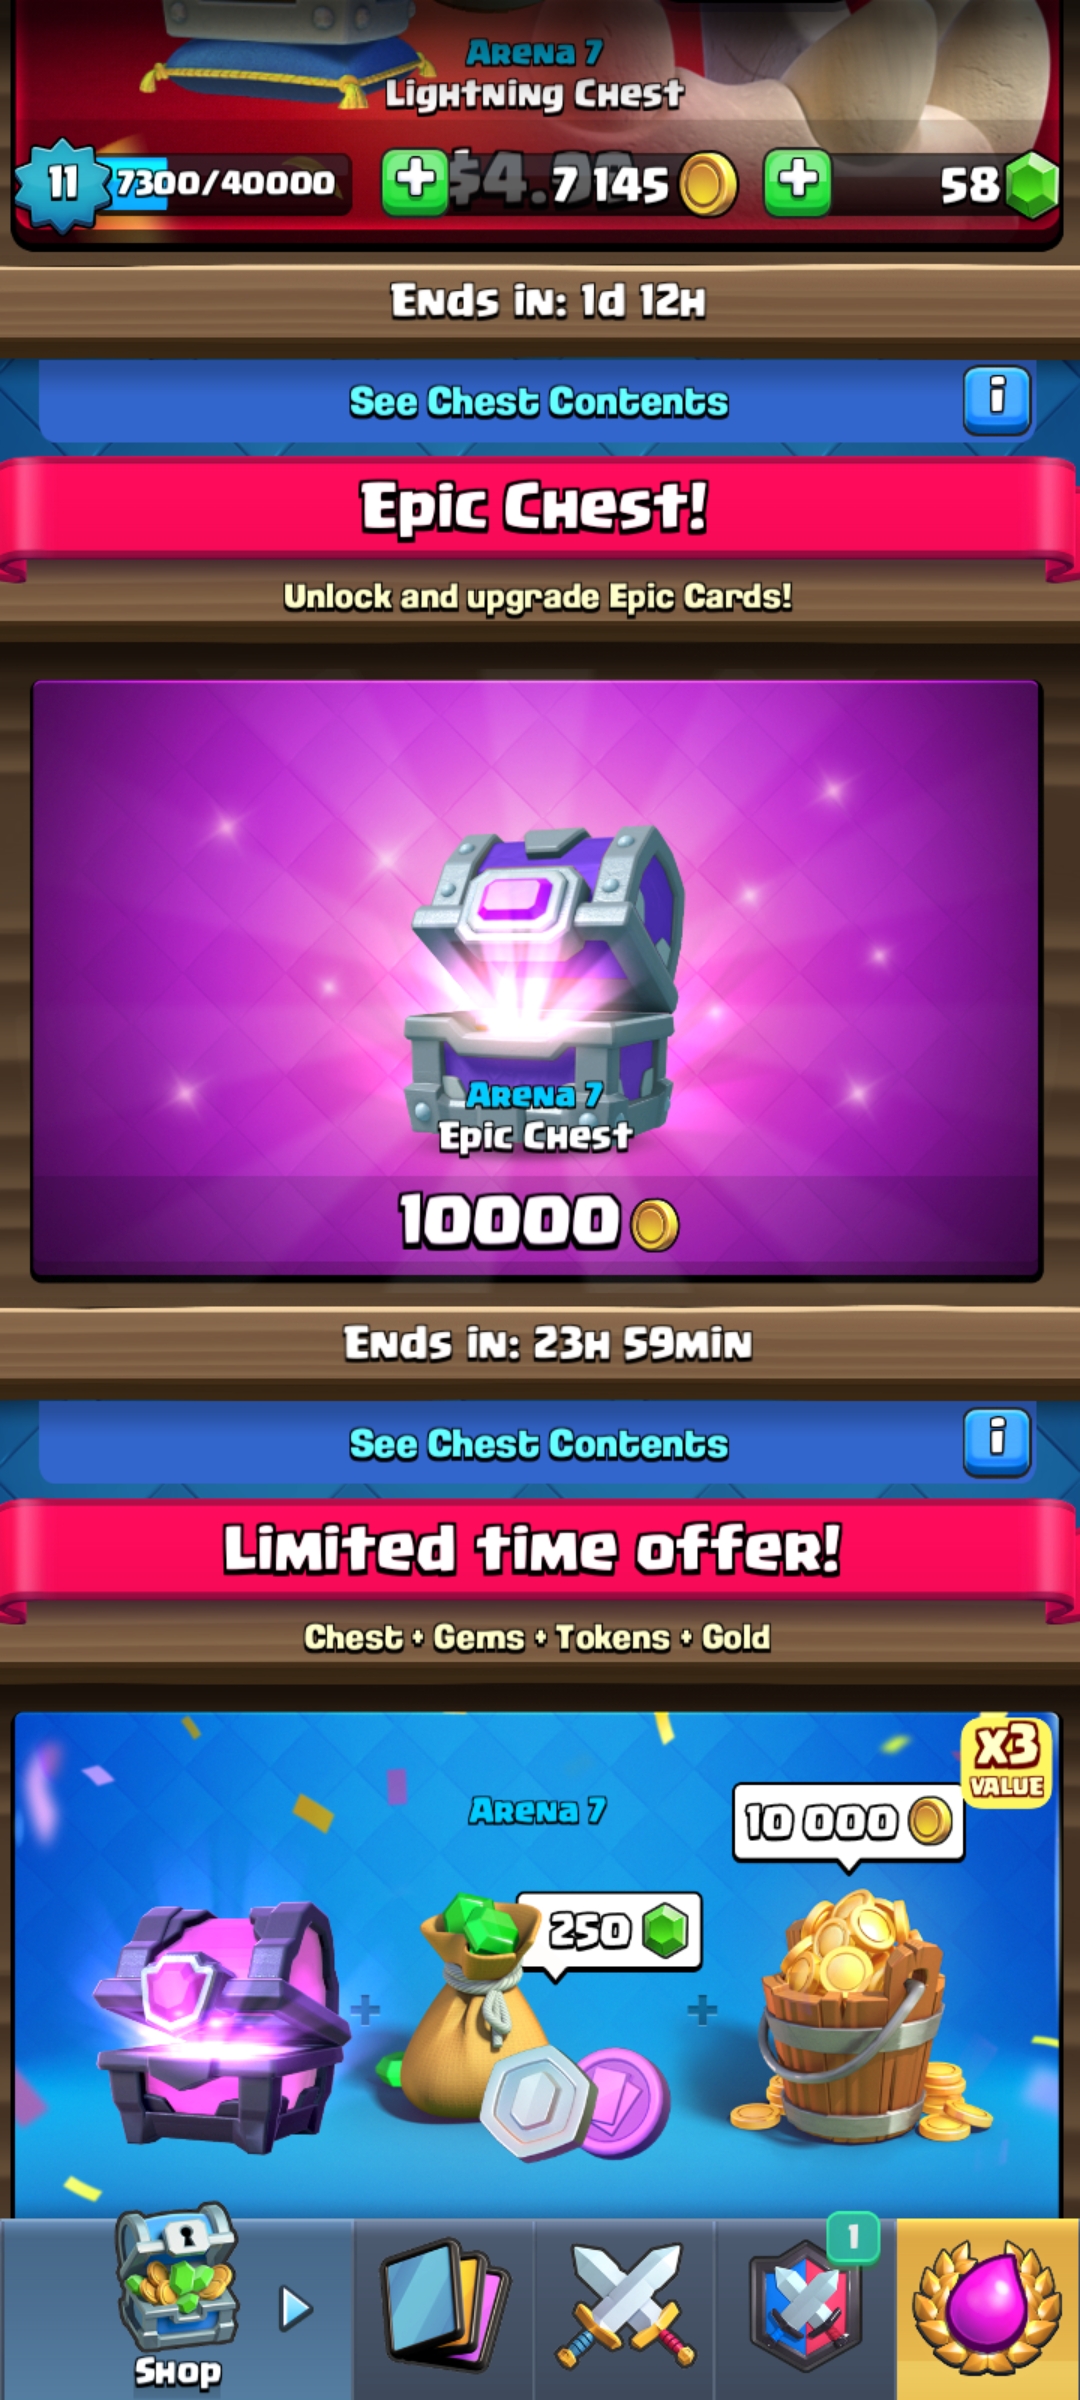 Arena 7
Lightning Chest
11
7300/40000
7145
58
Ends in: 1d 12h
See Chest Contents
Epic Chest!
Unlock and upgrade Epic Cards!
Arena 7
Epic Chest
10000
Ends in: 23h 59min
See Chest Contents
Limited time offer!
Chest + Gems + Tokens + Gold
x3
VALUE
Arena 7
10 000
250
1
Shop